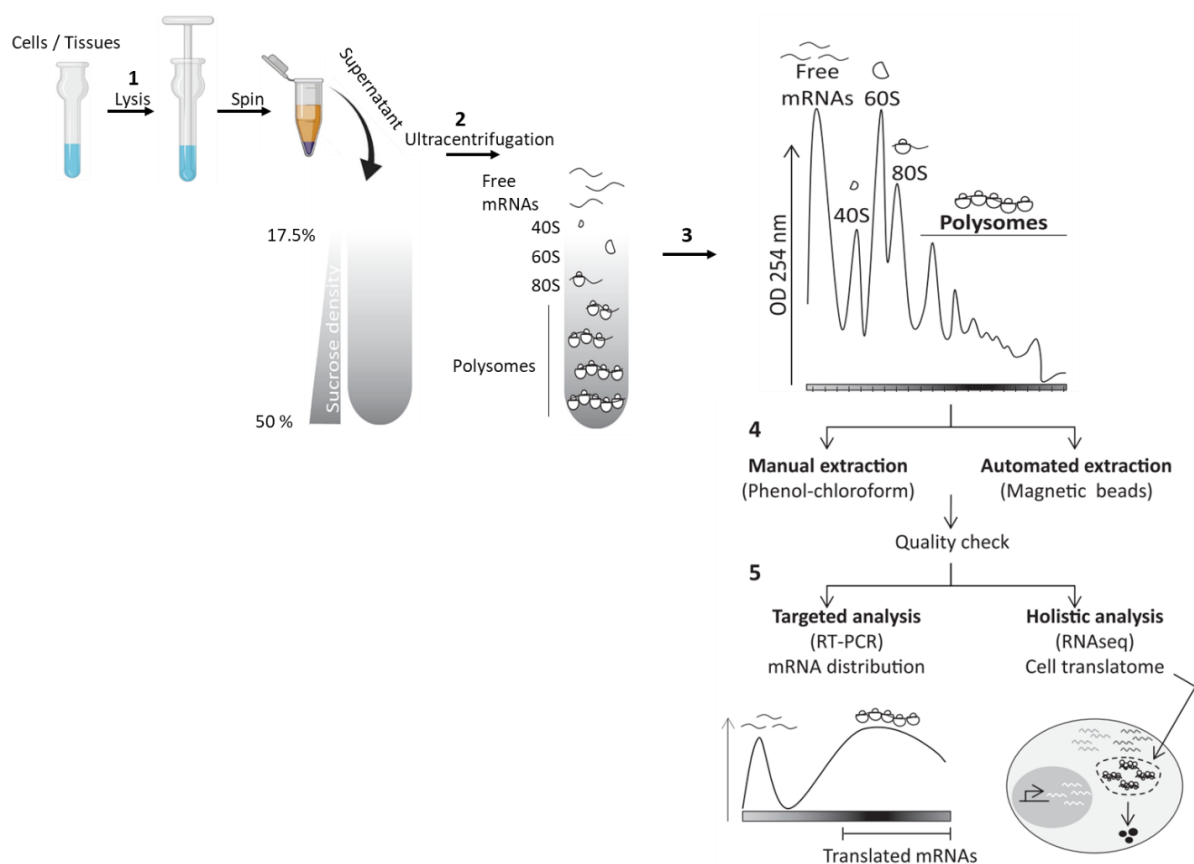 Cells / Tissues
1
Lysis
Spin
Supernatant
2
Ultracentrifugation
17.5%
Sucrose density
50 %
Free
mRNAs
40S
60S
80S
Polysomes
3
Free
mRNAs
60S
80S
40S
Polysomes
OD 254 nm
4
Manual extraction
(Phenol-chloroform)
Automated extraction
(Magnetic beads)
Quality check
5
Targeted analysis
(RT-PCR)
mRNA distribution
Holistic analysis
(RNAseq)
Cell translatome
Translated mRNAs